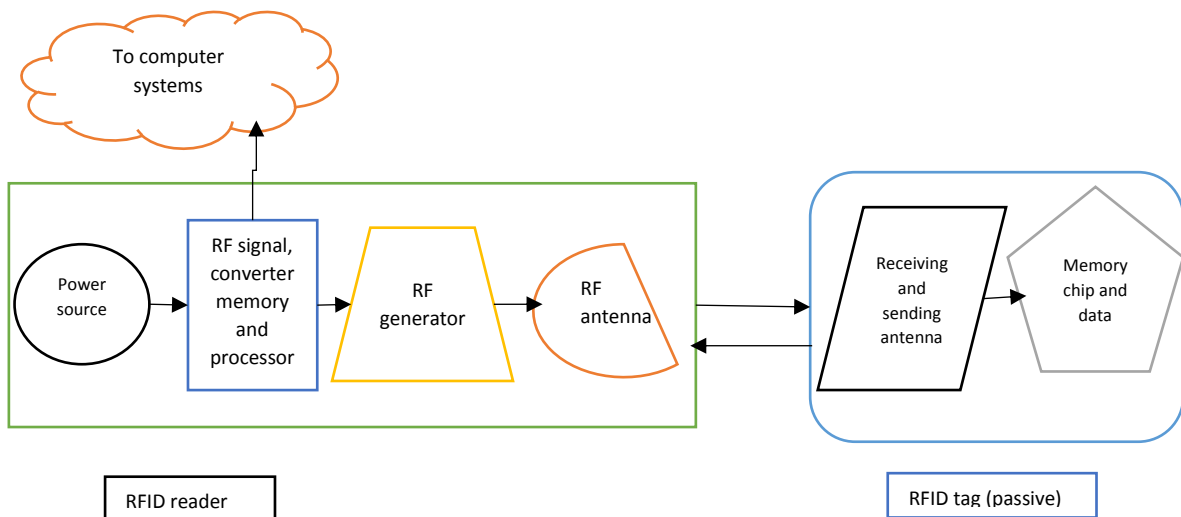 To computer
systems
Power
source
RF signal,
converter
memory
and
processor
RF
generator
RF
antenna
Receiving
and
sending
antenna
Memory
chip and
data
RFID reader
RFID tag (passive)